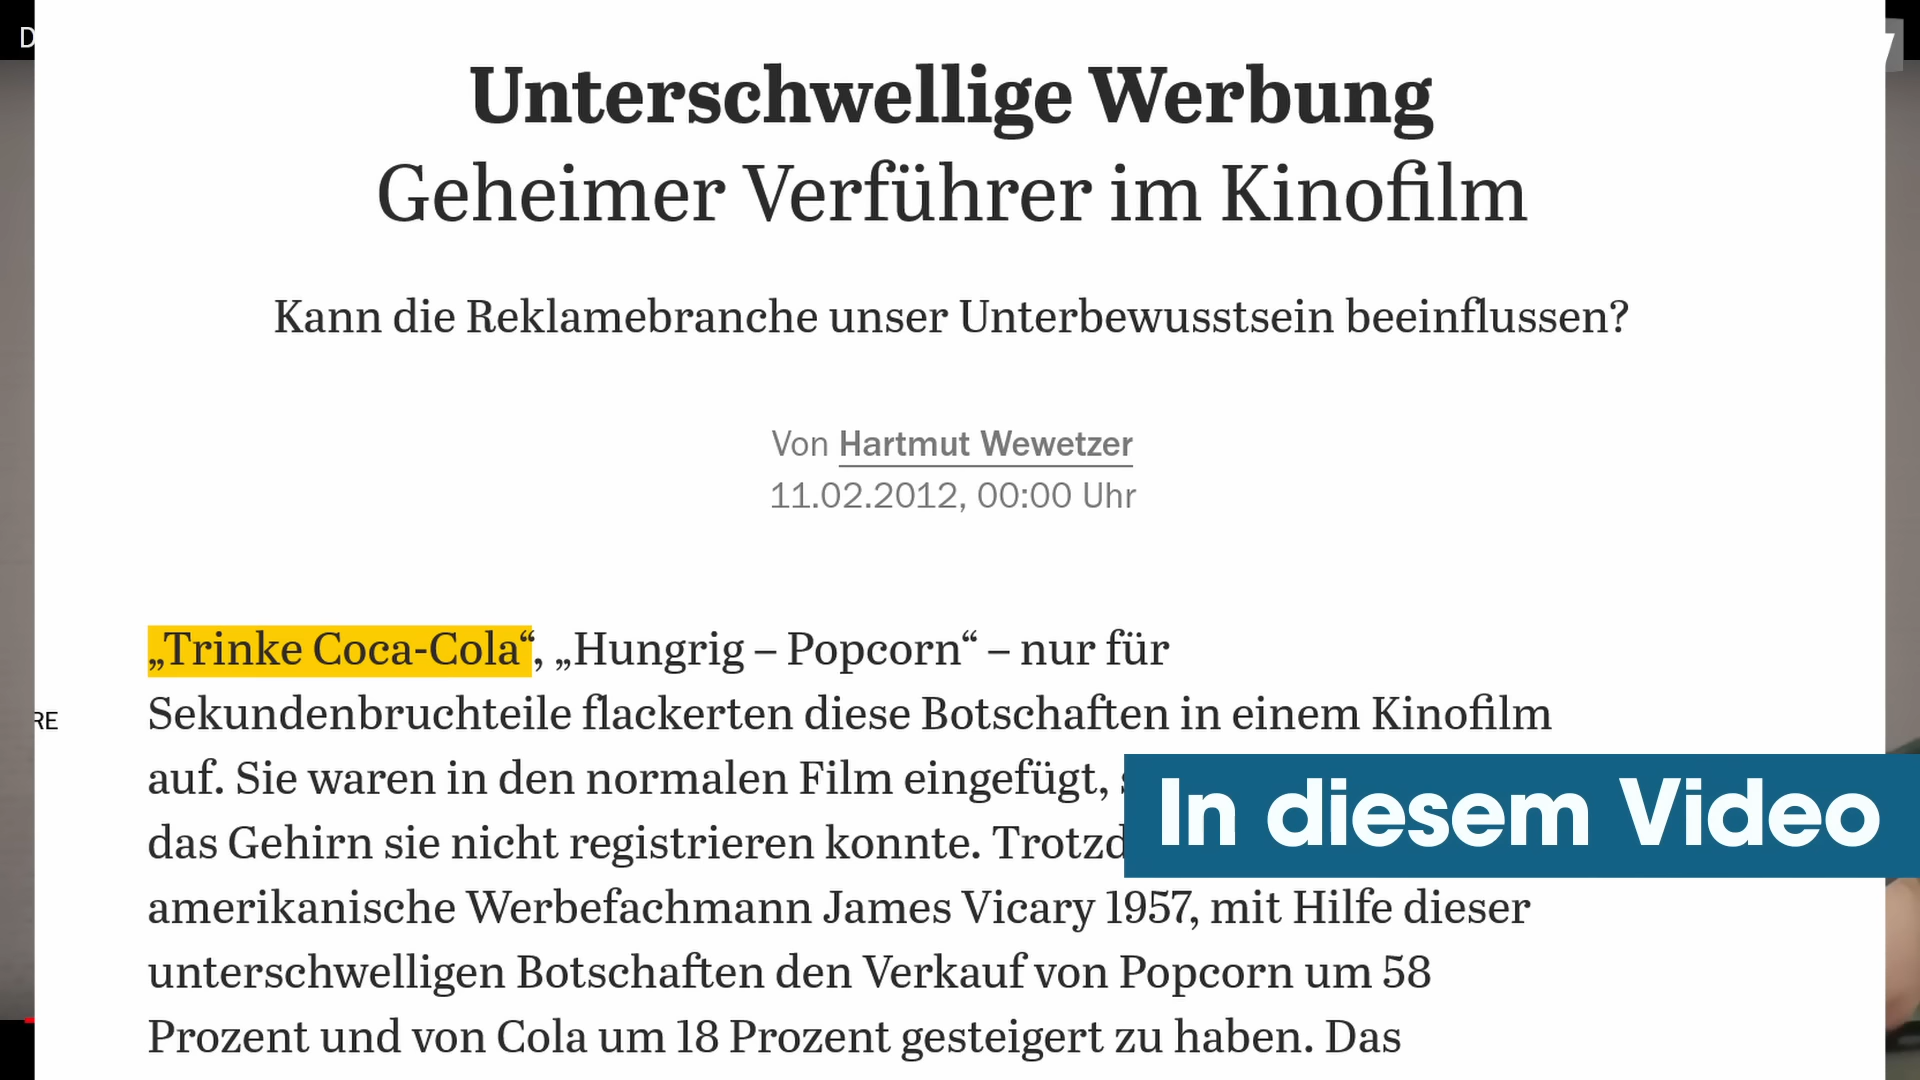 Unterschwellige Werbung
Geheimer Verführer im Kinofilm
Kann die Reklamebranche unser Unterbewusstsein beeinflussen?
Von Hartmut Wewetzer
11.02.2012, 00:00 Uhr
„Trinke Coca-Cola“, „Hungrig – Popcorn“ – nur für
Sekundenbruchteile flackerten diese Botschaften in einem Kinofilm
auf. Sie waren in den normalen Film eingefügt,
In diesem Video
das Gehirn sie nicht registrieren konnte.
amerikanische Werbefachmann James Vicary 1957, mit Hilfe dieser
unterschwelligen Botschaften den Verkauf von Popcorn um 58
Prozent und von Cola um 18 Prozent gesteigert zu haben. Das